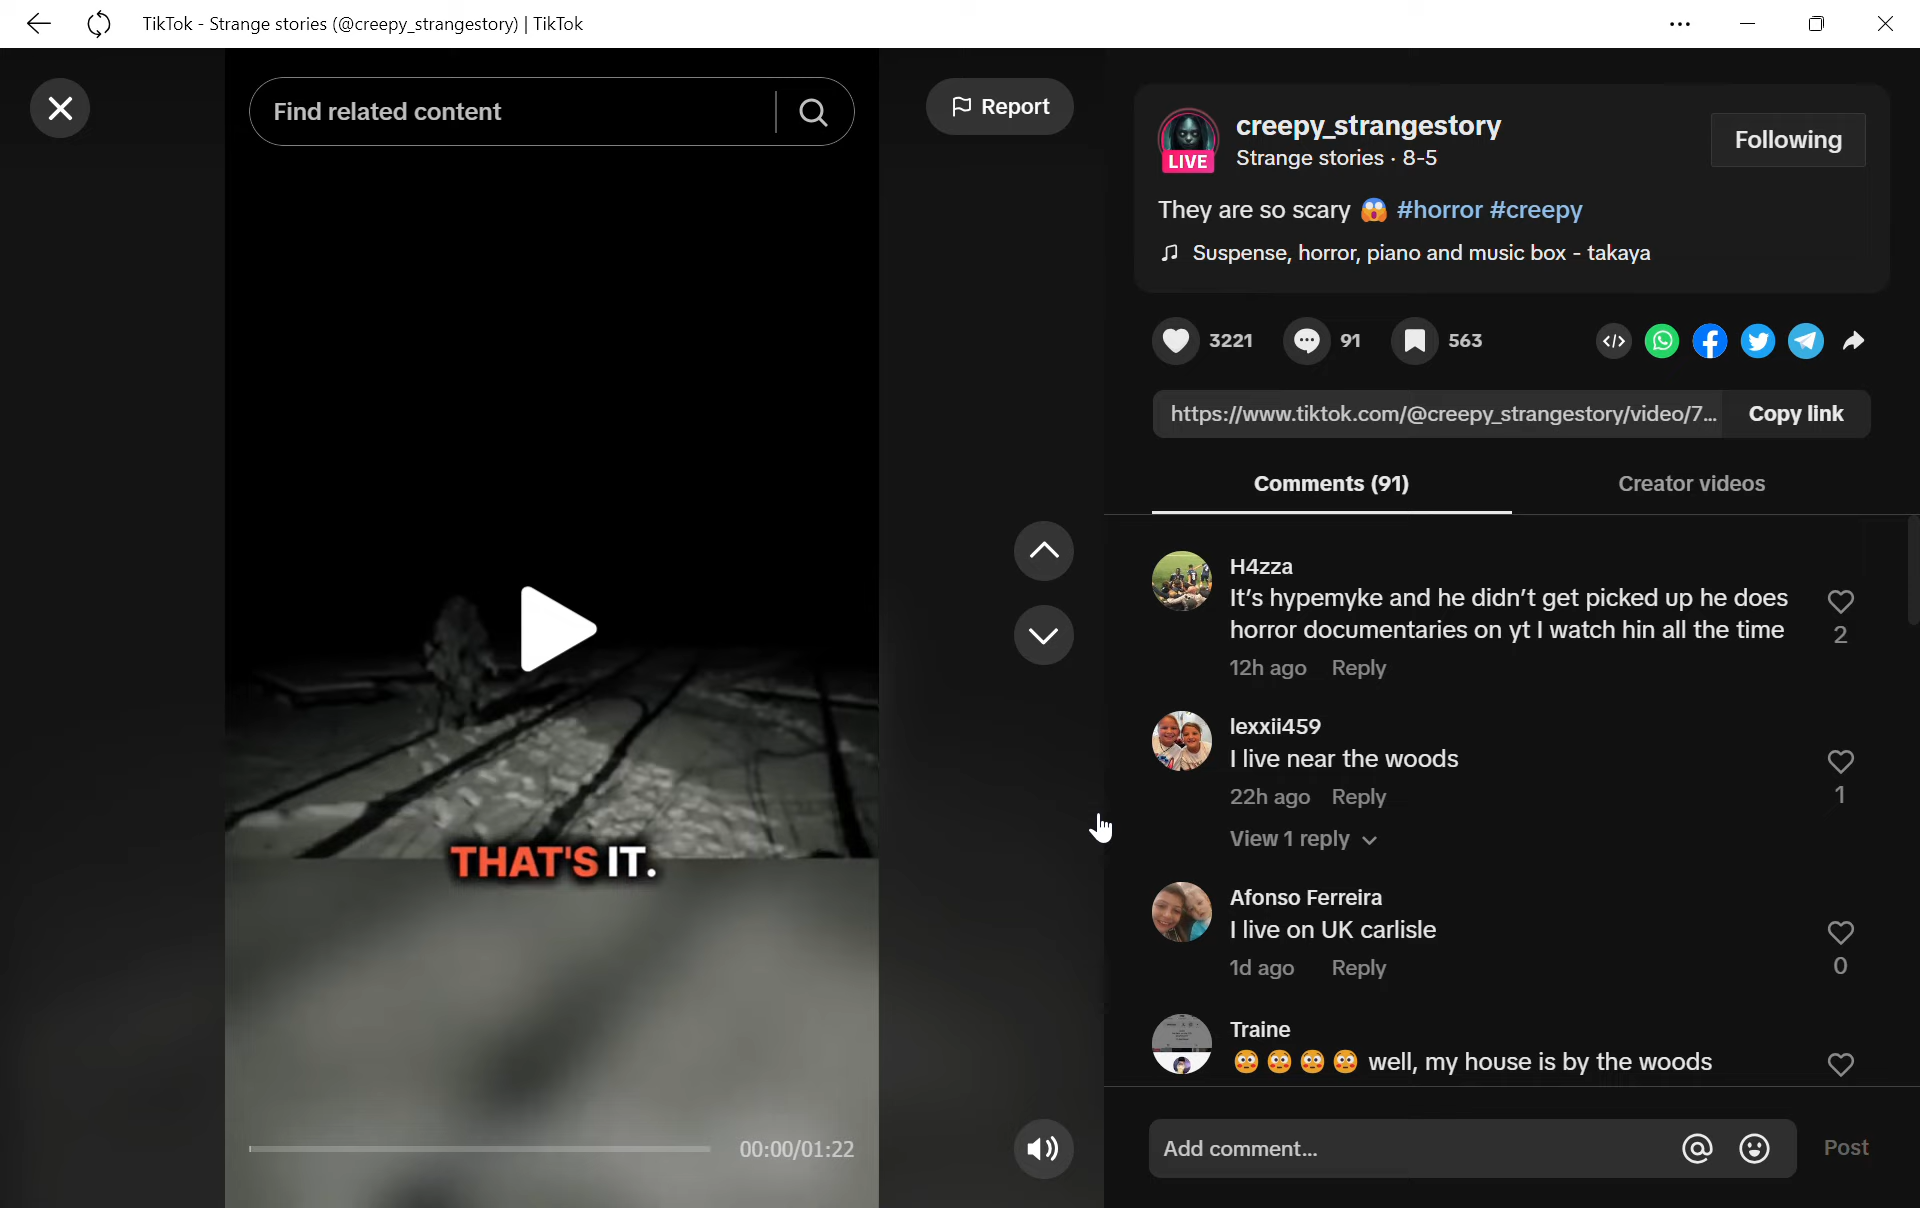 TikTok - Strange stories (@creepy_strangestory) | TikTok
Find related content
Report
creepy_strangestory
LIVE
Strange stories · 8-5
Following
They are so scary 😱 #horror #creepy
Suspense, horror, piano and music box - takaya
3221
91
563
https://www.tiktok.com/@creepy_strangestory/video/7...
Copy link
Comments (91)
Creator videos
H4zza
It's hypemyke and he didn't get picked up he does
horror documentaries on yt I watch hin all the time
2
12h ago Reply
lexxii459
I live near the woods
1
22h ago Reply
View 1 reply
Afonso Ferreira
I live on UK carlisle
0
1d ago Reply
Traine
😳 😳 😳 😳 well, my house is by the woods
THAT'S IT.
00:00/01:22
Add comment...
Post